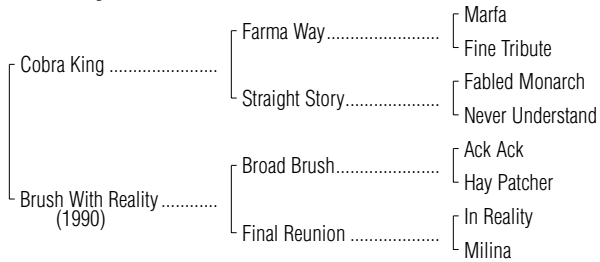 Marfa
Farma Way......................
Fine Tribute
Cobra King ......................
Fabled Monarch
Straight Story...................
Never Understand
Ack Ack
Broad Brush.....................
Hay Patcher
Brush With Reality ...........
(1990)
In Reality
Final Reunion ..................
Milina